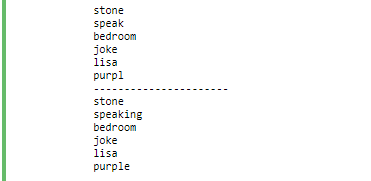 stone
speak
bedroom
joke
lisa
purpl
----------------------
stone
speaking
bedroom
joke
lisa
purple